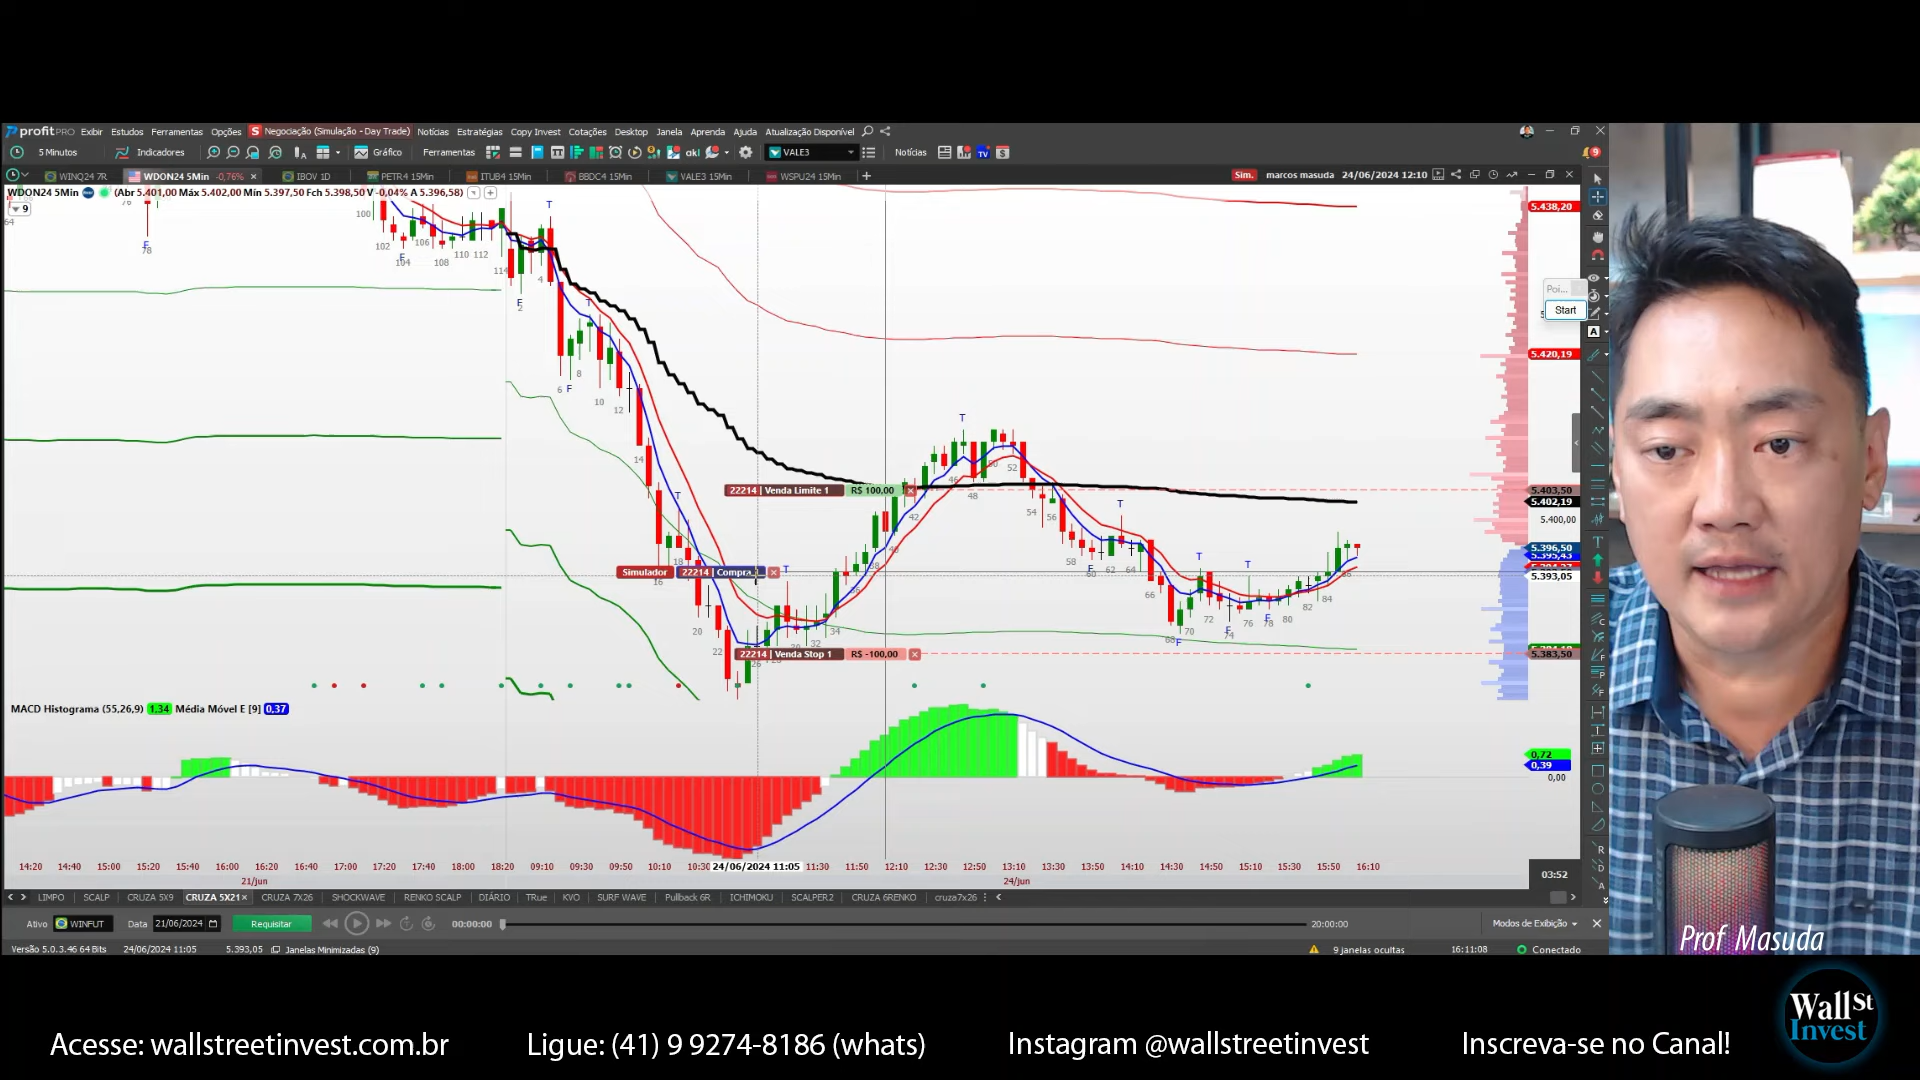 profit PRO Exibir Estudos Ferramentas Opções S Negociação (Simulação - Day Trade) Notícias Estratégias Copy Invest Cotações Desktop Janela Aprenda Ajuda Atualização Disponível
5 Minutos Indicadores Gráfico Ferramentas VALE3 Notícias
WINQ24 7R WDON24 5Min -0,76% IBOV 1D PETR4 15Min ITUB4 15Min BBDC4 15Min VALE3 15Min WSPU24 15Min Sim. marcos masuda 24/06/2024 12:10
WDON24 5Min (Abr 5.401,00 Máx 5.402,00 Mín 5.397,50 Fch 5.398,50 V -0,04% A 5.396,58)
9
5.438,20
Start
5.420,19
22214 | Venda Limite 1 R$ 100,00
5.403,50
5.402,19
5.400,00
5.396,50
5.393,05
Simulador 22214 | Compra
22214 | Venda Stop 1 R$ -100,00
5.383,50
MACD Histograma (55,26,9) 1,34 Média Móvel E [9] 0,37
0,72
0,39
0,00
14:20 14:40 15:00 15:20 15:40 16:00 16:20 16:40 17:00 17:20 17:40 18:00 18:20 09:10 09:30 09:50 10:10 10:30 24/06/2024 11:05 11:30 11:50 12:10 12:30 12:50 13:10 13:30 13:50 14:10 14:30 14:50 15:10 15:30 15:50 16:10
21/jun 24/jun
03:52
LIMPO SCALP CRUZA 5X9 CRUZA 5X21 CRUZA 7X26 SHOCKWAVE RENKO SCALP DIÁRIO TRue KVO SURF WAVE Pullback 6R ICHIMOKU SCALPER2 CRUZA 6RENKO cruza7x26
Ativo WINFUT Data 21/06/2024 Requisitar 00:00:00 20:00:00 Modos de Exibição
Versão 5.0.3.46 64 Bits 24/06/2024 11:05 5.393,05 Janelas Minimizadas (9) 9 janelas ocultas 16:11:08 Conectado
Prof Masuda
Wall St Invest
Acesse: wallstreetinvest.com.br Ligue: (41) 9 9274-8186 (whats) Instagram @wallstreetinvest Inscreva-se no Canal!